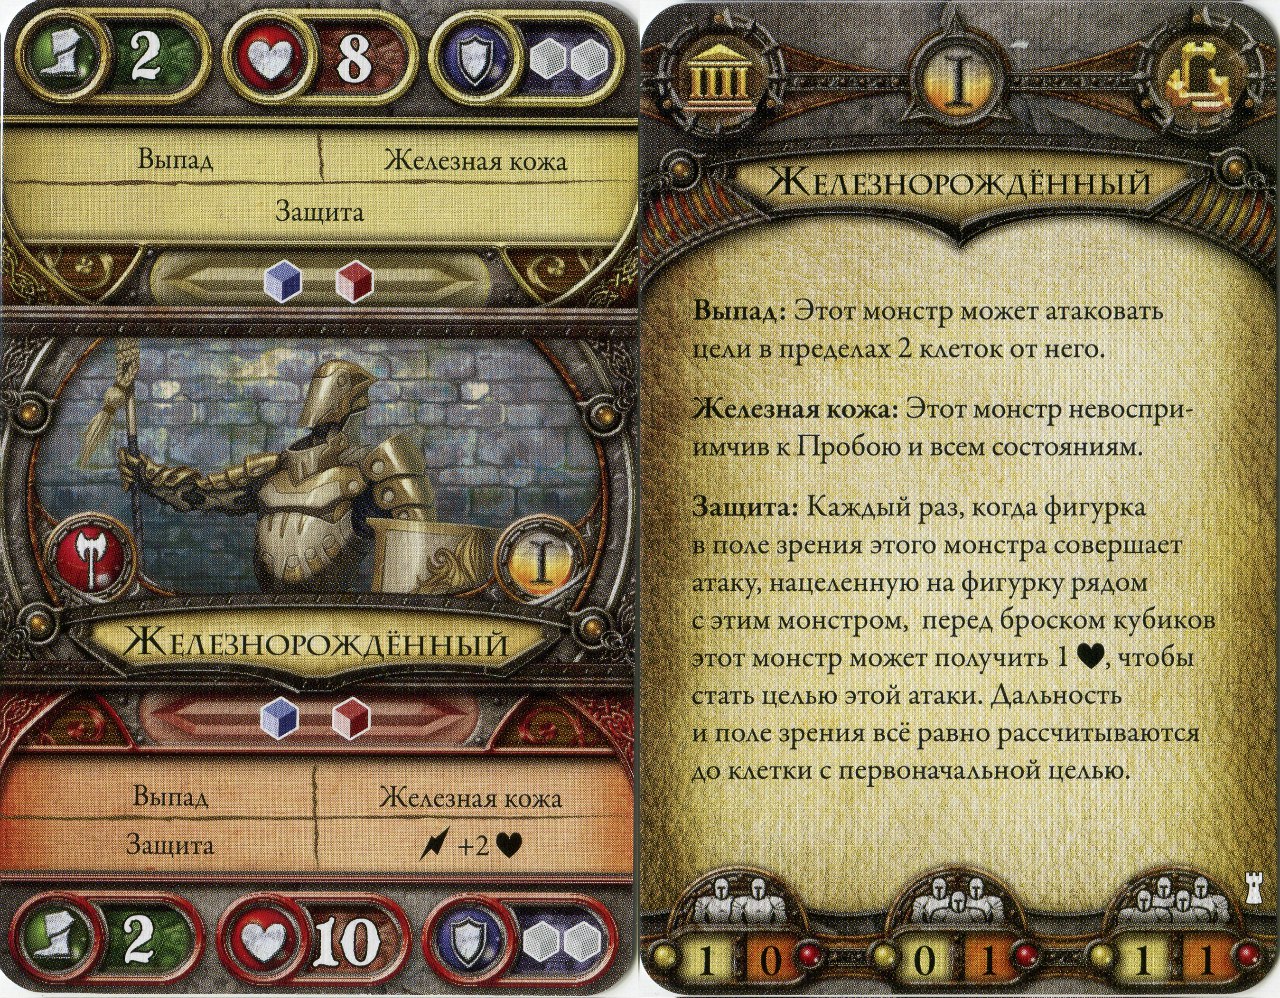 2 8
Выпад Железная кожа
Защита
I
Железнорождённый
Выпад Железная кожа
Защита +2
2 10
I
Железнорождённый
Выпад: Этот монстр может атаковать
цели в пределах 2 клеток от него.
Железная кожа: Этот монстр невоспри-
имчив к Пробою и всем состояниям.
Защита: Каждый раз, когда фигурка
в поле зрения этого монстра совершает
атаку, нацеленную на фигурку рядом
с этим монстром, перед броском кубиков
этот монстр может получить 1 , чтобы
стать целью этой атаки. Дальность
и поле зрения всё равно рассчитываются
до клетки с первоначальной целью.
1 0 0 1 1 1